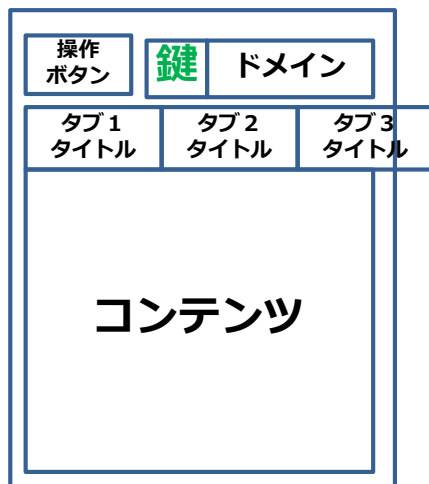 操作
ボタン
鍵
ドメイン
タブ1
タイトル
タブ2
タイトル
タブ3
タイトル
コンテンツ